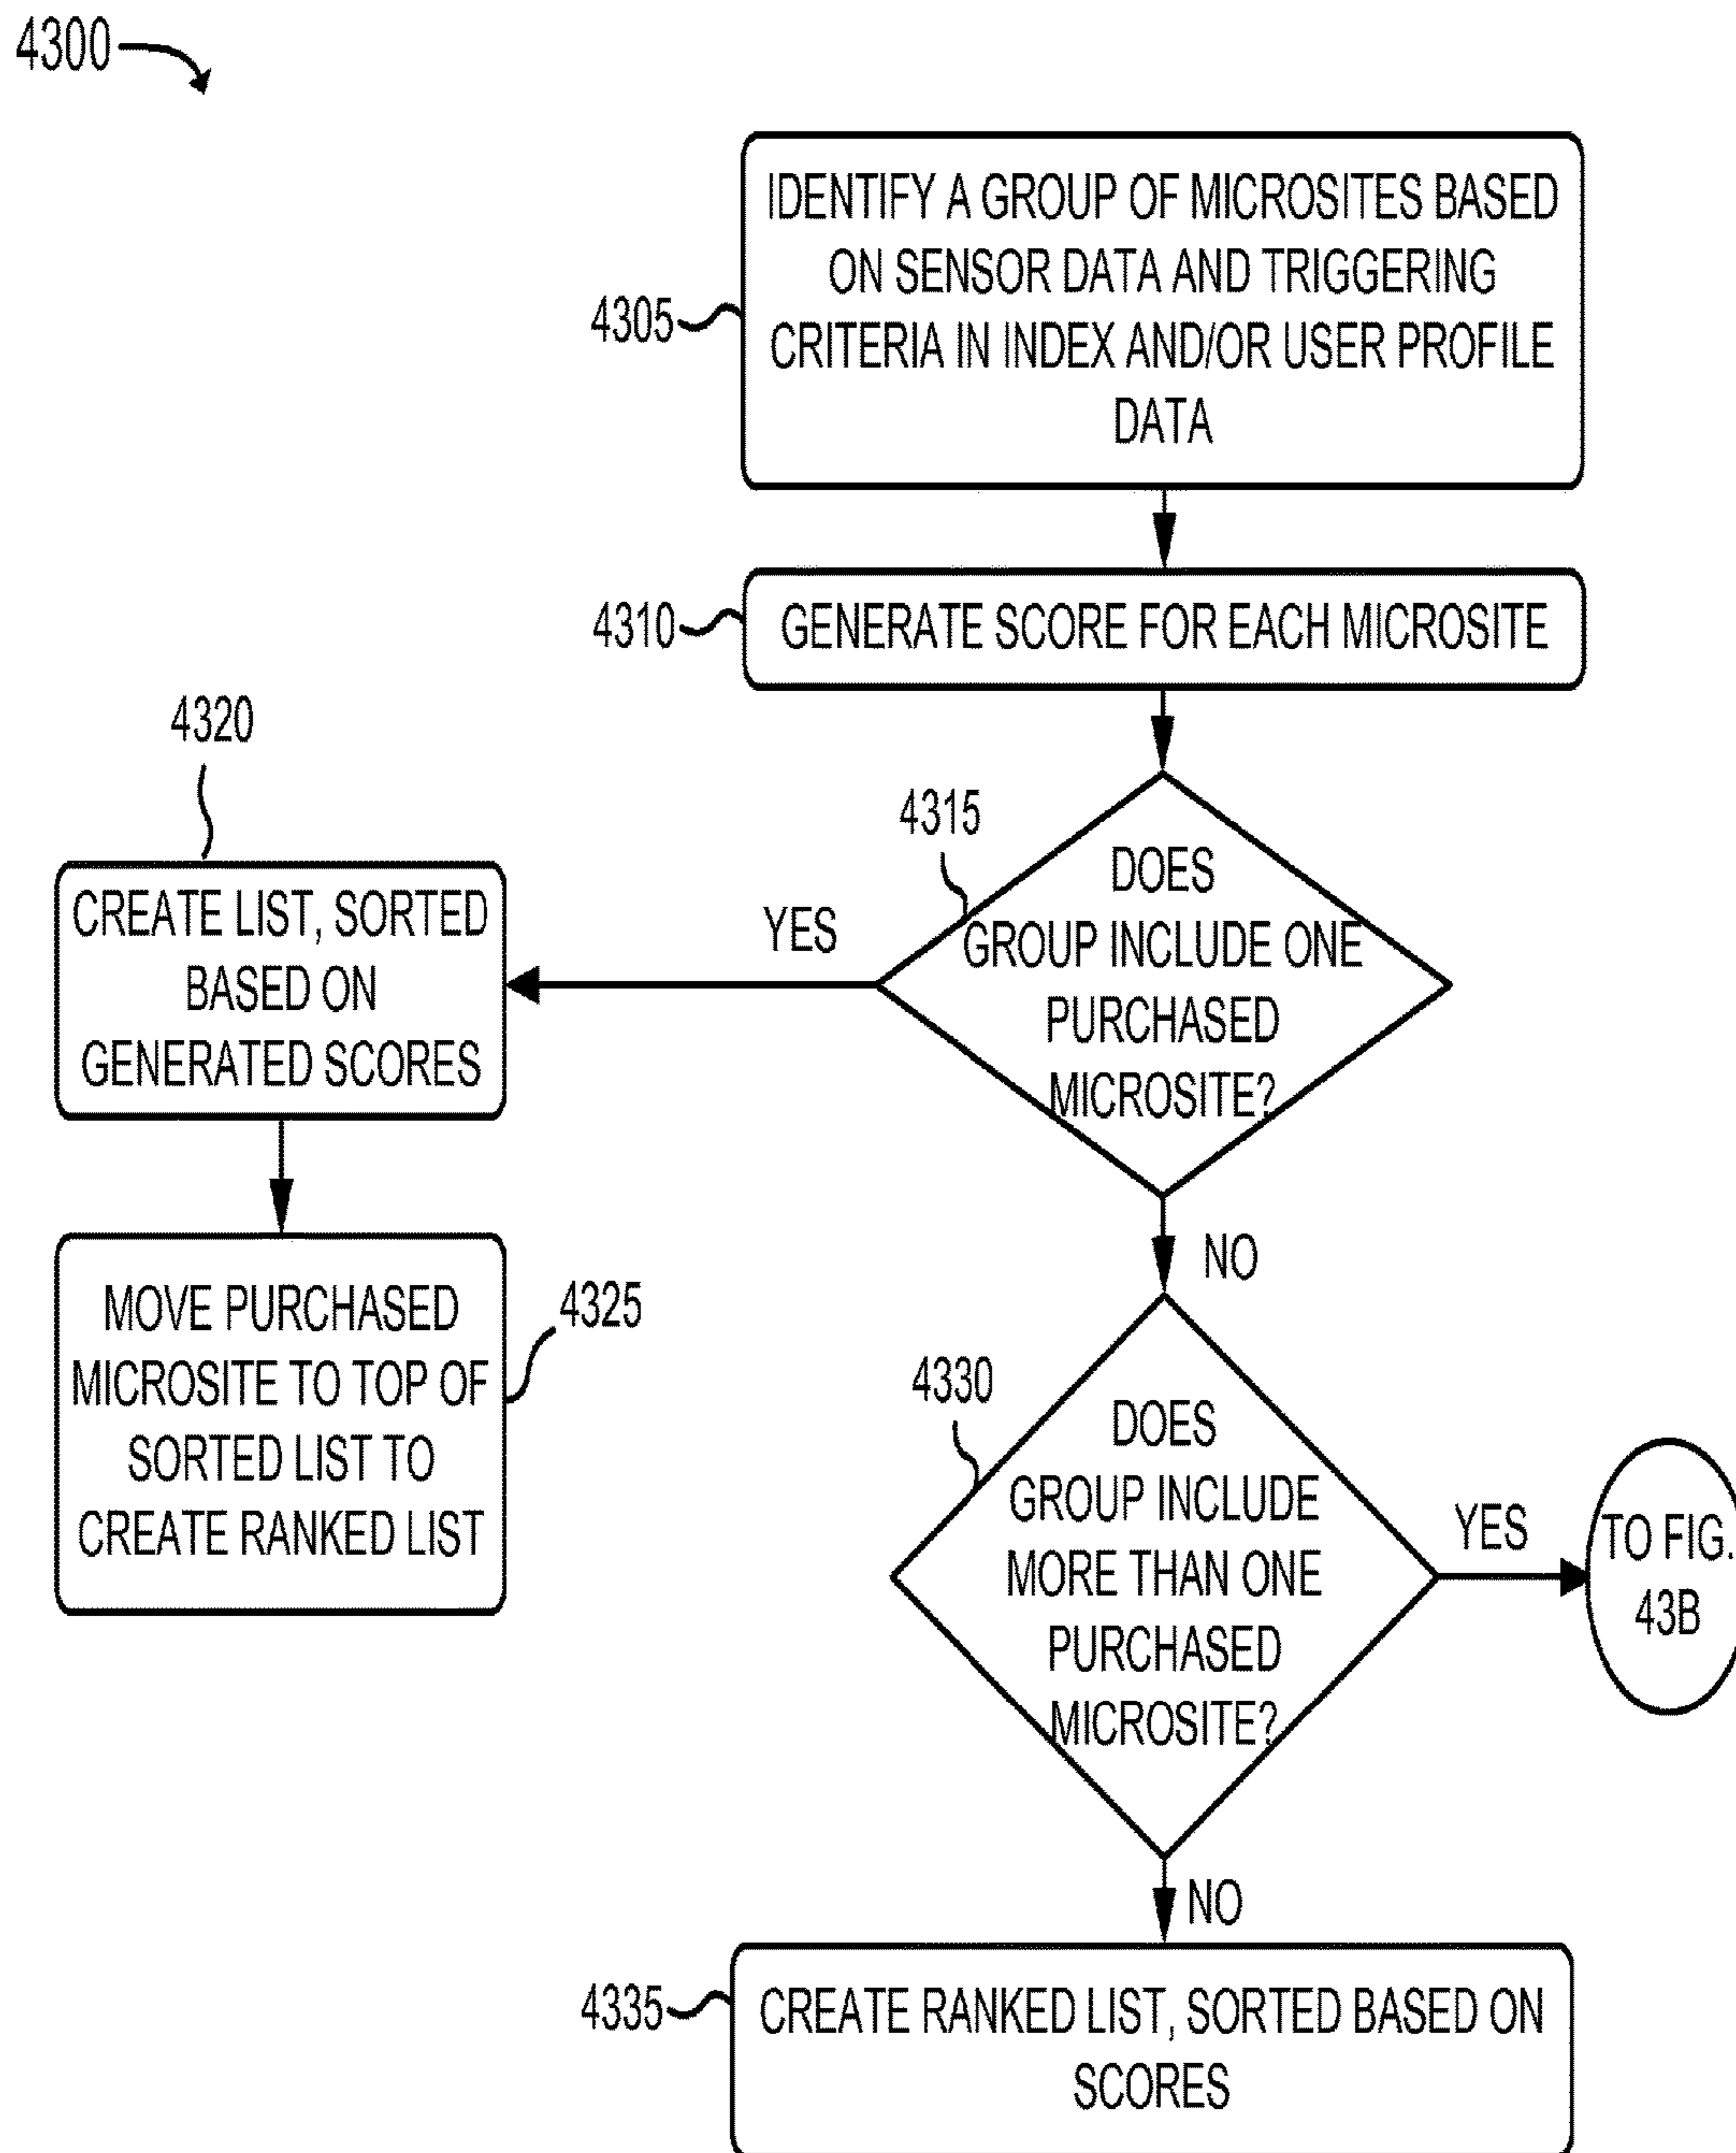 4300
IDENTIFY A GROUP OF MICROSITES BASED
ON SENSOR DATA AND TRIGGERING
CRITERIA IN INDEX AND/OR USER PROFILE
DATA
4305
4310
GENERATE SCORE FOR EACH MICROSITE
4315
DOES
GROUP INCLUDE ONE
PURCHASED
MICROSITE?
YES
4320
CREATE LIST, SORTED
BASED ON
GENERATED SCORES
MOVE PURCHASED
MICROSITE TO TOP OF
SORTED LIST TO
CREATE RANKED LIST
4325
NO
4330
DOES
GROUP INCLUDE
MORE THAN ONE
PURCHASED
MICROSITE?
YES
TO FIG.
43B
NO
4335
CREATE RANKED LIST, SORTED BASED ON
SCORES